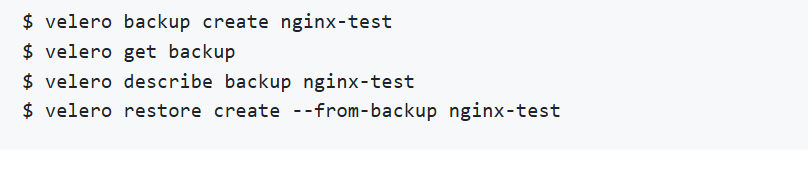 $ velero backup create nginx-test
$ velero get backup
$ velero describe backup nginx-test
$ velero restore create --from-backup nginx-test